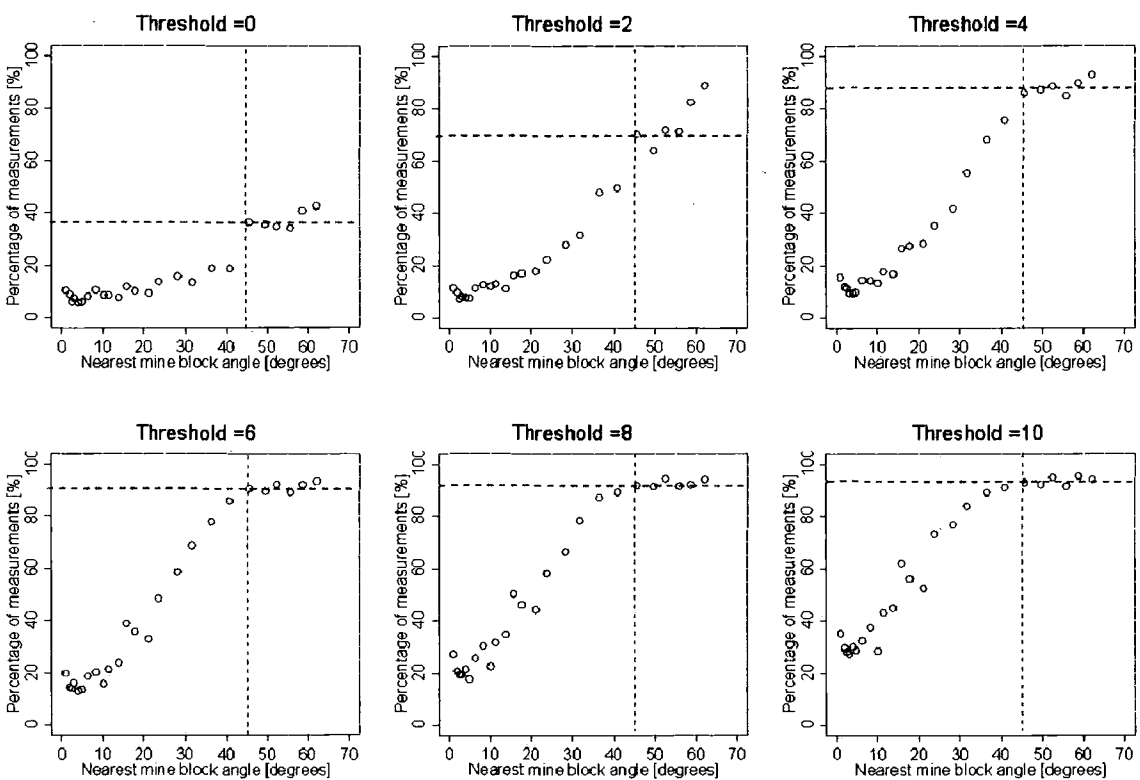 Threshold =0
Threshold =2
Threshold =4
Percentage of measurements [%]
0 20 40 60 80 100
0 10 20 30 40 50 60 70
Nearest mine block angle [degrees]
Percentage of measurements [%]
0 20 40 60 80 100
0 10 20 30 40 50 60 70
Nearest mine block angle [degrees]
Percentage of measurements [%]
0 20 40 60 80 100
0 10 20 30 40 50 60 70
Nearest mine block angle [degrees]
Threshold =6
Threshold =8
Threshold =10
Percentage of measurements [%]
0 20 40 60 80 100
0 10 20 30 40 50 60 70
Nearest mine block angle [degrees]
Percentage of measurements [%]
0 20 40 60 80 100
0 10 20 30 40 50 60 70
Nearest mine block angle [degrees]
Percentage of measurements [%]
0 20 40 60 80 100
0 10 20 30 40 50 60 70
Nearest mine block angle [degrees]